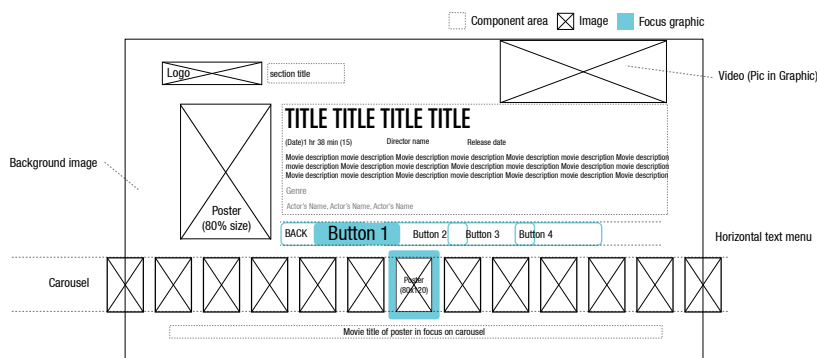 Component area
Image
Focus graphic
Logo
section title
Video (Pic in Graphic)
TITLE TITLE TITLE TITLE
(Date)1 hr 38 min (15)
Director name
Release date
Movie description movie description Movie description movie description Movie description movie description Movie description
movie description Movie description movie description Movie description movie description Movie description movie description
Movie description movie description Movie description movie description Movie description movie description Movie description
Genre
Actor's Name, Actor's Name, Actor's Name
Background image
Poster
(80% size)
BACK
Button 1
Button 2
Button 3
Button 4
Horizontal text menu
Carousel
Poster
(80x120)
Movie title of poster in focus on carousel